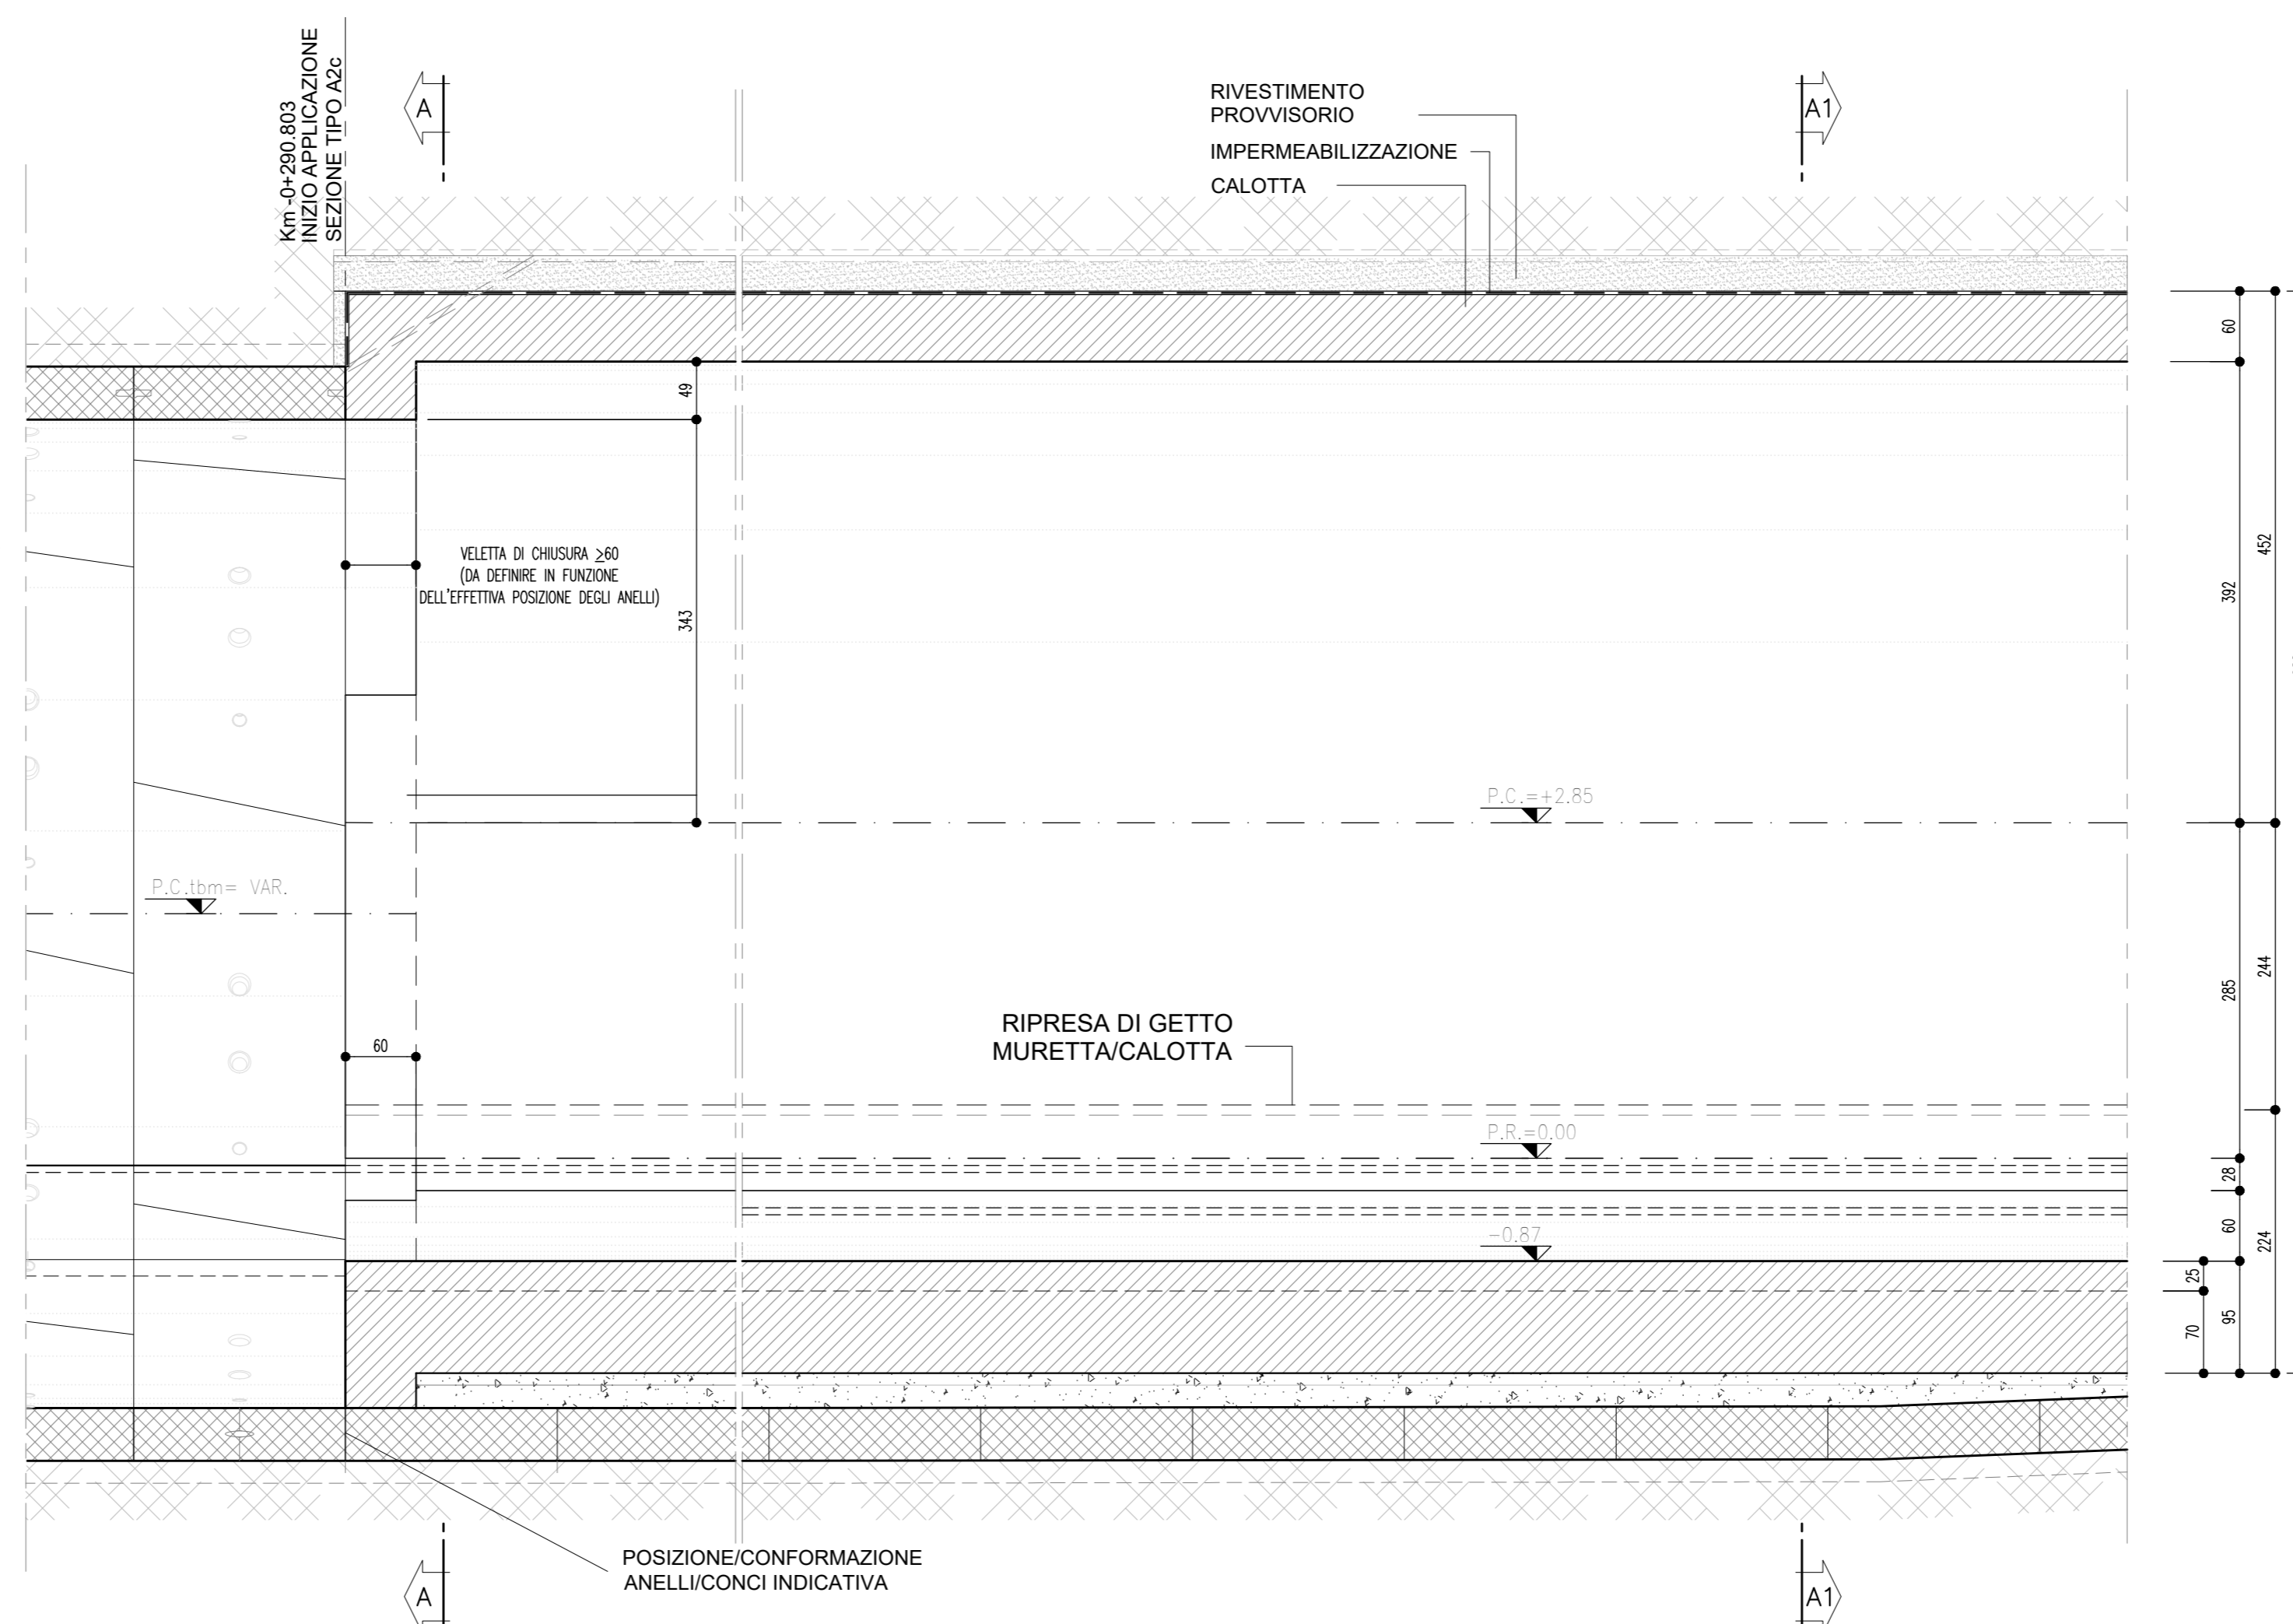 Km -0+290.803
INIZIO APPLICAZIONE
SEZIONE TIPO A2c
A
RIVESTIMENTO
PROVVISORIO
IMPERMEABILIZZAZIONE
CALOTTA
A1
60
49
452
392
343
VELETTA DI CHIUSURA ≥60
(DA DEFINIRE IN FUNZIONE
DELL'EFFETTIVA POSIZIONE DEGLI ANELLI)
P.C.=+2.85
P.C.tbm= VAR.
244
285
60
RIPRESA DI GETTO
MURETTA/CALOTTA
P.R.=0.00
28
60
224
-0.87
25
95
70
POSIZIONE/CONFORMAZIONE
ANELLI/CONCI INDICATIVA
A
A1